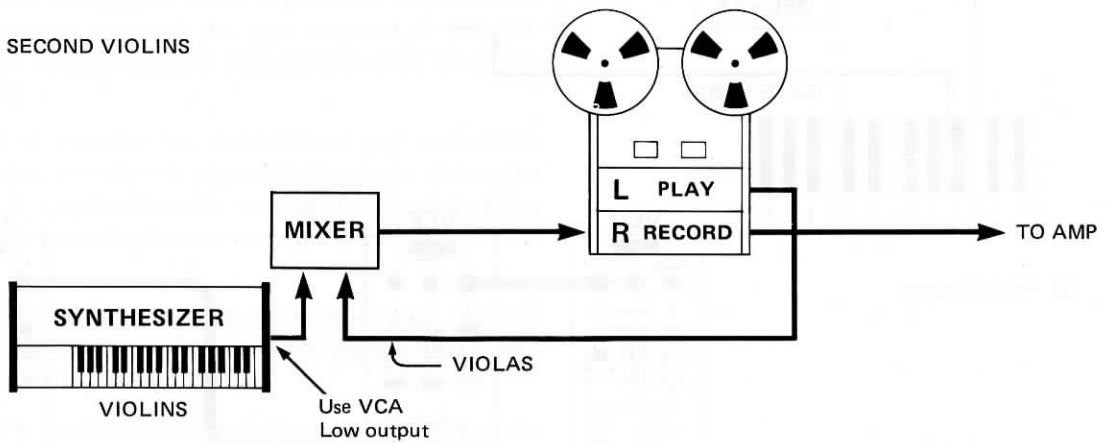 SECOND VIOLINS
L PLAY
R RECORD
MIXER
TO AMP
SYNTHESIZER
VIOLAS
VIOLINS
Use VCA
Low output